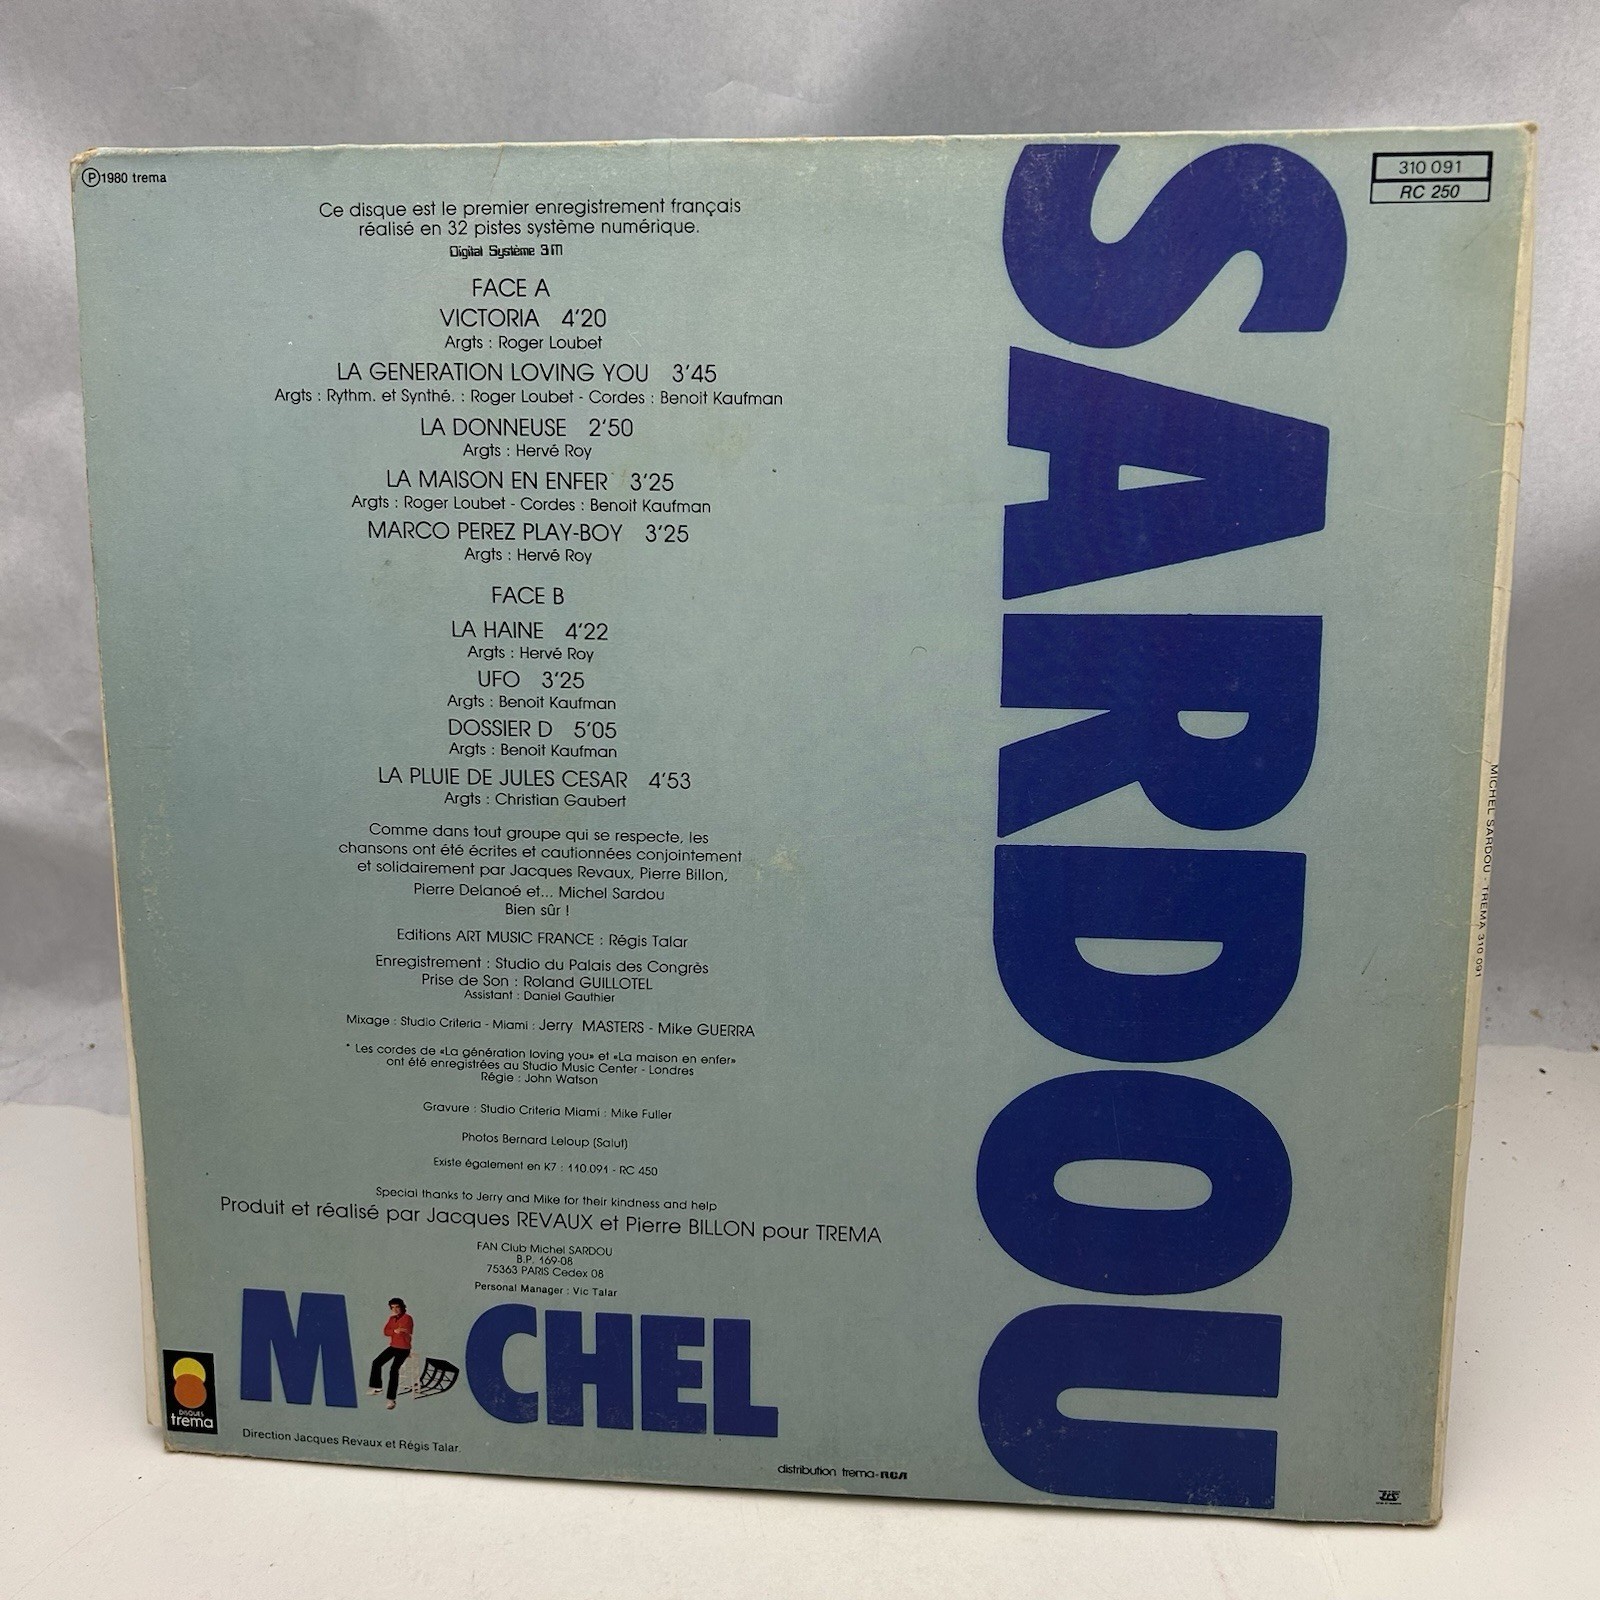 ℗1980 trema
310 091
RC 250
Ce disque est le premier enregistrement français
réalisé en 32 pistes système numérique.
Digital Système 3M
FACE A
VICTORIA 4'20
Argts : Roger Loubet
LA GENERATION LOVING YOU 3'45
Argts : Rythm. et Synthé. : Roger Loubet - Cordes : Benoit Kaufman
LA DONNEUSE 2'50
Argts : Hervé Roy
LA MAISON EN ENFER 3'25
Argts : Roger Loubet - Cordes : Benoit Kaufman
MARCO PEREZ PLAY-BOY 3'25
Argts : Hervé Roy
FACE B
LA HAINE 4'22
Argts : Hervé Roy
UFO 3'25
Argts : Benoit Kaufman
DOSSIER D 5'05
Argts : Benoit Kaufman
LA PLUIE DE JULES CESAR 4'53
Argts : Christian Gaubert
Comme dans tout groupe qui se respecte, les
chansons ont été écrites et cautionnées conjointement
et solidairement par Jacques Revaux, Pierre Billon,
Pierre Delanoé et... Michel Sardou
Bien sûr !
Editions ART MUSIC FRANCE : Régis Talar
Enregistrement : Studio du Palais des Congrès
Prise de Son : Roland GUILLOTEL
Assistant : Daniel Gauthier
Mixage : Studio Criteria - Miami : Jerry MASTERS - Mike GUERRA
* Les cordes de «La génération loving you» et «La maison en enfer»
ont été enregistrées au Studio Music Center - Londres
Régie : John Watson
Gravure : Studio Criteria Miami : Mike Fuller
Photos Bernard Leloup (Salut)
Existe également en K7 : 110.091 - RC 450
Special thanks to Jerry and Mike for their kindness and help
Produit et réalisé par Jacques REVAUX et Pierre BILLON pour TREMA
FAN Club Michel SARDOU
B.P. 169-08
75363 PARIS Cedex 08
Personal Manager : Vic Talar
M CHEL
SARDOU
DISQUES
trema
Direction Jacques Revaux et Régis Talar.
distribution trema-RCA
MICHEL SARDOU - TREMA 310 091